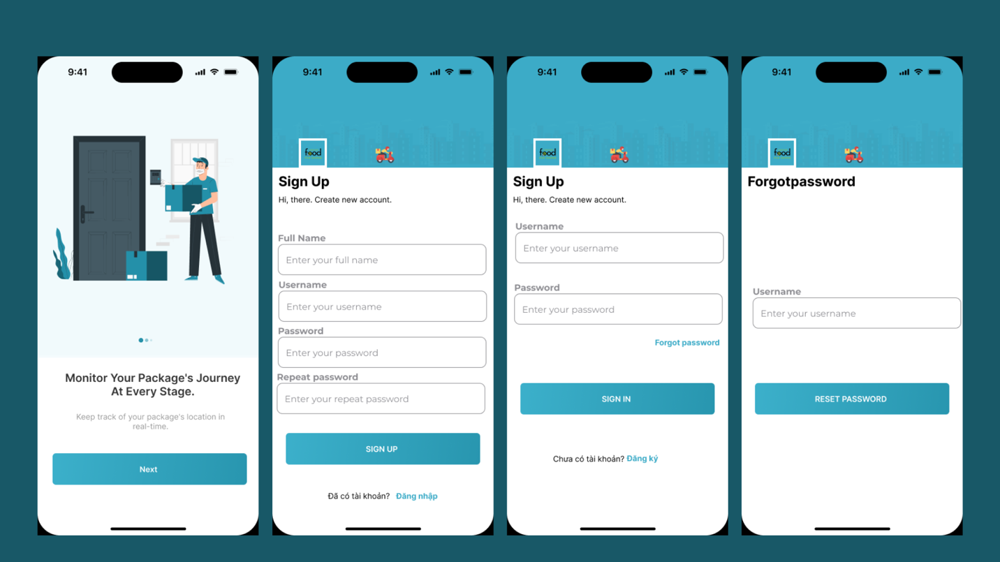 9:41
Monitor Your Package's Journey
At Every Stage.
Keep track of your package's location in
real-time.
Next
9:41
food
Sign Up
Hi, there. Create new account.
Full Name
Enter your full name
Username
Enter your username
Password
Enter your password
Repeat password
Enter your repeat password
SIGN UP
Đã có tài khoản? Đăng nhập
9:41
food
Sign Up
Hi, there. Create new account.
Username
Enter your username
Password
Enter your password
Forgot password
SIGN IN
Chưa có tài khoản? Đăng ký
9:41
food
Forgotpassword
Username
Enter your username
RESET PASSWORD